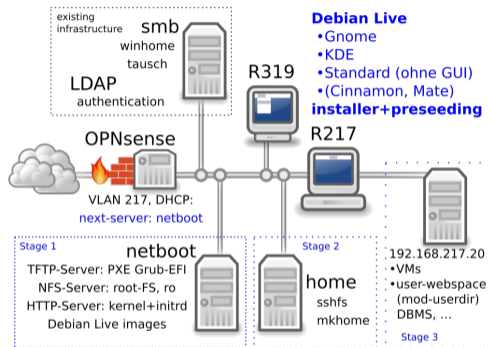 existing
infrastructure
smb
winhome
tausch
LDAP
authentication
Debian Live
•Gnome
•KDE
•Standard (ohne GUI)
•(Cinnamon, Mate)
installer+preseeding
R319
R217
OPNsense
VLAN 217, DHCP:
next-server: netboot
Stage 1
netboot
TFTP-Server: PXE Grub-EFI
NFS-Server: root-FS, ro
HTTP-Server: kernel+initrd
Debian Live images
Stage 2
home
sshfs
mkhome
192.168.217.20
•VMs
•user-webspace
(mod-userdir)
DBMS, ...
Stage 3